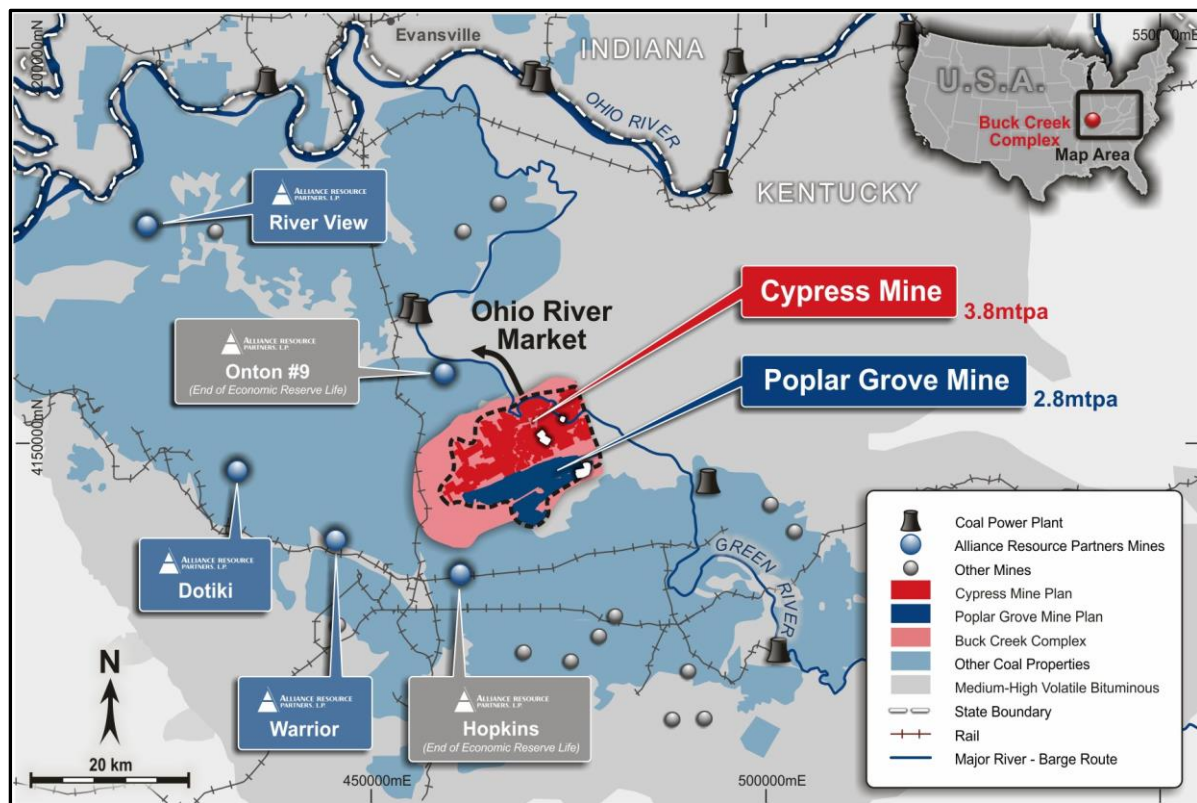 Evansville
INDIANA
OHIO RIVER
KENTUCKY
550000mE
4200000mN
U.S.A.
Buck Creek
Complex
Map Area
ALLIANCE RESOURCE
PARTNERS, L.P.
River View
Cypress Mine
3.8mtpa
Ohio River
Market
ALLIANCE RESOURCE
PARTNERS, L.P.
Onton #9
(End of Economic Reserve Life)
Poplar Grove Mine
2.8mtpa
4150000mN
ALLIANCE RESOURCE
PARTNERS, L.P.
Dotiki
GREEN RIVER
ALLIANCE RESOURCE
PARTNERS, L.P.
Warrior
ALLIANCE RESOURCE
PARTNERS, L.P.
Hopkins
(End of Economic Reserve Life)
N
20 km
450000mE
500000mE
Coal Power Plant
Alliance Resource Partners Mines
Other Mines
Cypress Mine Plan
Poplar Grove Mine Plan
Buck Creek Complex
Other Coal Properties
Medium-High Volatile Bituminous
State Boundary
Rail
Major River - Barge Route